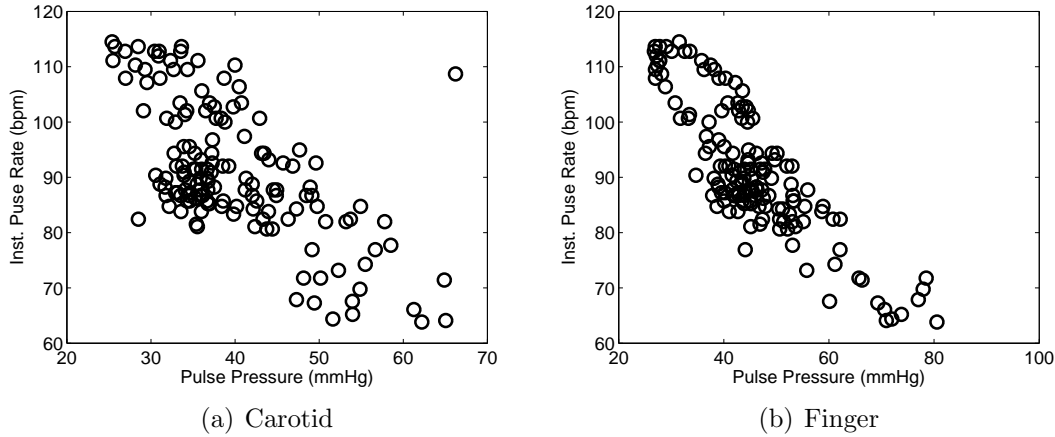 120
110
100
90
80
70
60
Inst. Puse Rate (bpm)
20 30 40 50 60 70
Pulse Pressure (mmHg)
(a) Carotid
120
110
100
90
80
70
60
Inst. Puse Rate (bpm)
20 40 60 80 100
Pulse Pressure (mmHg)
(b) Finger